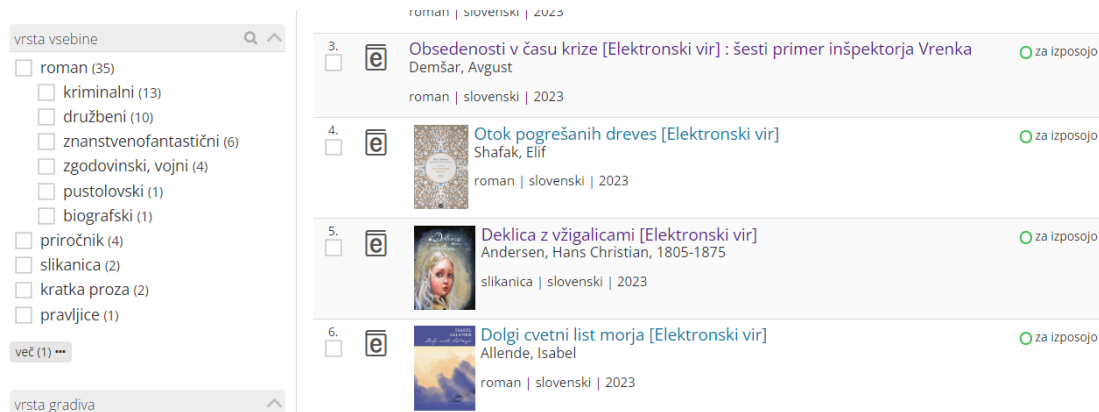 vrsta vsebine
roman (35)
kriminalni (13)
družbeni (10)
znanstvenofantastični (6)
zgodovinski, vojni (4)
pustolovski (1)
biografski (1)
priročnik (4)
slikanica (2)
kratka proza (2)
pravljice (1)
več (1) •••
vrsta gradiva
roman | slovenski | 2023
3.
Obsedenosti v času krize [Elektronski vir] : šesti primer inšpektorja Vrenka
Demšar, Avgust
roman | slovenski | 2023
za izposojo
4.
Otok pogrešanih dreves [Elektronski vir]
Shafak, Elif
roman | slovenski | 2023
za izposojo
5.
Deklica z vžigalicami [Elektronski vir]
Andersen, Hans Christian, 1805-1875
slikanica | slovenski | 2023
za izposojo
6.
ISABEL
ALLENDE
Dolgi cvetni list morja [Elektronski vir]
Allende, Isabel
roman | slovenski | 2023
za izposojo